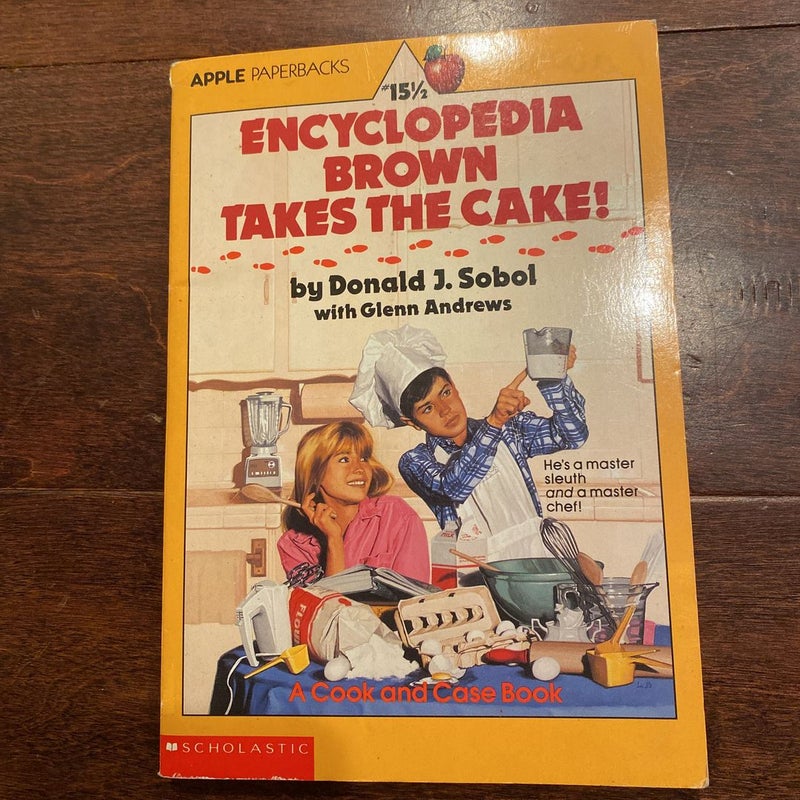 APPLE PAPERBACKS
#15½
ENCYCLOPEDIA
BROWN
TAKES THE CAKE!
by Donald J. Sobol
with Glenn Andrews
He's a master
sleuth
and a master
chef!
MILK
FLOUR
A Cook and Case Book
SCHOLASTIC